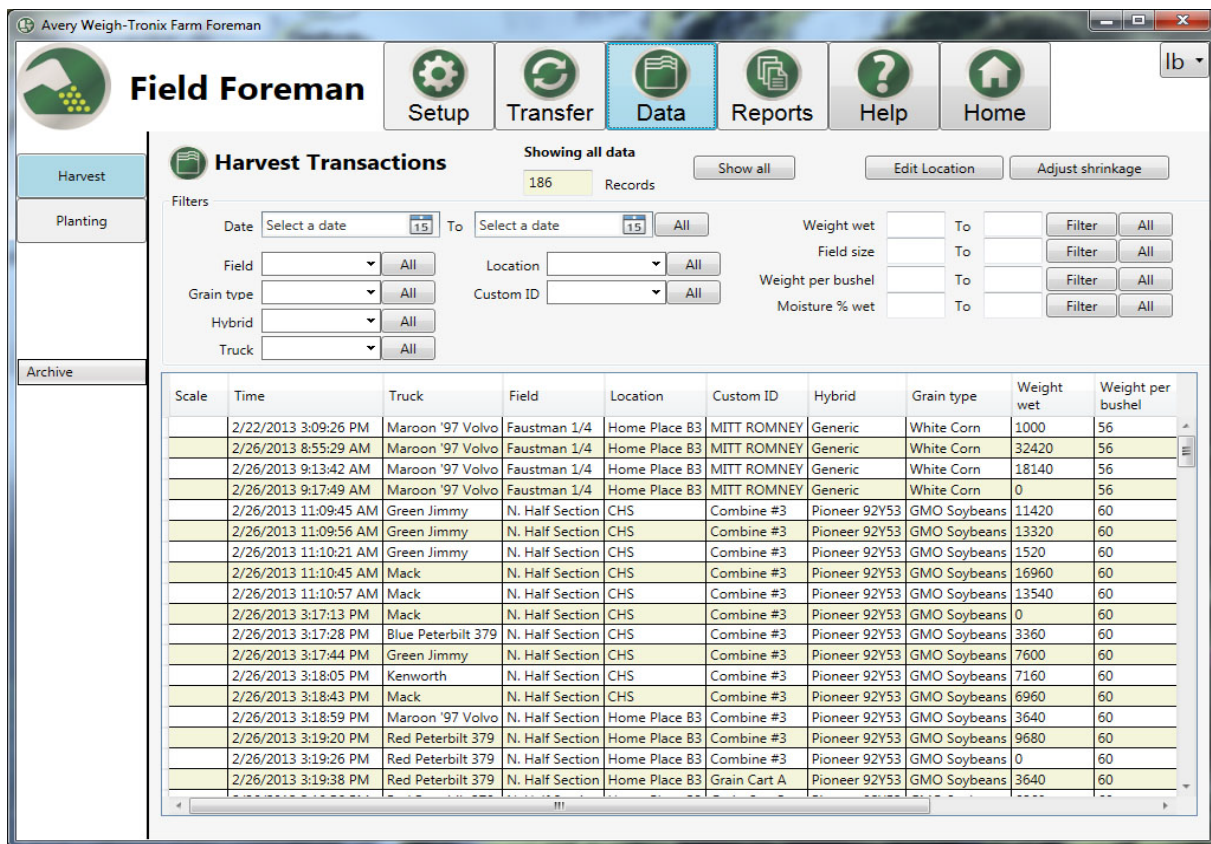 Avery Weigh-Tronix Farm Foreman
Field Foreman
Setup Transfer Data Reports Help Home lb
Harvest
Planting
Archive
Harvest Transactions
Showing all data
186 Records
Show all Edit Location Adjust shrinkage
Filters
Date Select a date 15 To Select a date 15 All
Field All Location All
Grain type All Custom ID All
Hybrid All
Truck All
Weight wet To Filter All
Field size To Filter All
Weight per bushel To Filter All
Moisture % wet To Filter All
Scale Time Truck Field Location Custom ID Hybrid Grain type Weight wet Weight per bushel
2/22/2013 3:09:26 PM Maroon '97 Volvo Faustman 1/4 Home Place B3 MITT ROMNEY Generic White Corn 1000 56
2/26/2013 8:55:29 AM Maroon '97 Volvo Faustman 1/4 Home Place B3 MITT ROMNEY Generic White Corn 32420 56
2/26/2013 9:13:42 AM Maroon '97 Volvo Faustman 1/4 Home Place B3 MITT ROMNEY Generic White Corn 18140 56
2/26/2013 9:17:49 AM Maroon '97 Volvo Faustman 1/4 Home Place B3 MITT ROMNEY Generic White Corn 0 56
2/26/2013 11:09:45 AM Green Jimmy N. Half Section CHS Combine #3 Pioneer 92Y53 GMO Soybeans 11420 60
2/26/2013 11:09:56 AM Green Jimmy N. Half Section CHS Combine #3 Pioneer 92Y53 GMO Soybeans 13320 60
2/26/2013 11:10:21 AM Green Jimmy N. Half Section CHS Combine #3 Pioneer 92Y53 GMO Soybeans 1520 60
2/26/2013 11:10:45 AM Mack N. Half Section CHS Combine #3 Pioneer 92Y53 GMO Soybeans 16960 60
2/26/2013 11:10:57 AM Mack N. Half Section CHS Combine #3 Pioneer 92Y53 GMO Soybeans 13540 60
2/26/2013 3:17:13 PM Mack N. Half Section CHS Combine #3 Pioneer 92Y53 GMO Soybeans 0 60
2/26/2013 3:17:28 PM Blue Peterbilt 379 N. Half Section CHS Combine #3 Pioneer 92Y53 GMO Soybeans 3360 60
2/26/2013 3:17:44 PM Green Jimmy N. Half Section CHS Combine #3 Pioneer 92Y53 GMO Soybeans 7600 60
2/26/2013 3:18:05 PM Kenworth N. Half Section CHS Combine #3 Pioneer 92Y53 GMO Soybeans 7160 60
2/26/2013 3:18:43 PM Mack N. Half Section CHS Combine #3 Pioneer 92Y53 GMO Soybeans 6960 60
2/26/2013 3:18:59 PM Maroon '97 Volvo N. Half Section Home Place B3 Combine #3 Pioneer 92Y53 GMO Soybeans 3640 60
2/26/2013 3:19:20 PM Red Peterbilt 379 N. Half Section Home Place B3 Combine #3 Pioneer 92Y53 GMO Soybeans 9680 60
2/26/2013 3:19:26 PM Red Peterbilt 379 N. Half Section Home Place B3 Combine #3 Pioneer 92Y53 GMO Soybeans 0 60
2/26/2013 3:19:38 PM Red Peterbilt 379 N. Half Section Home Place B3 Grain Cart A Pioneer 92Y53 GMO Soybeans 3640 60